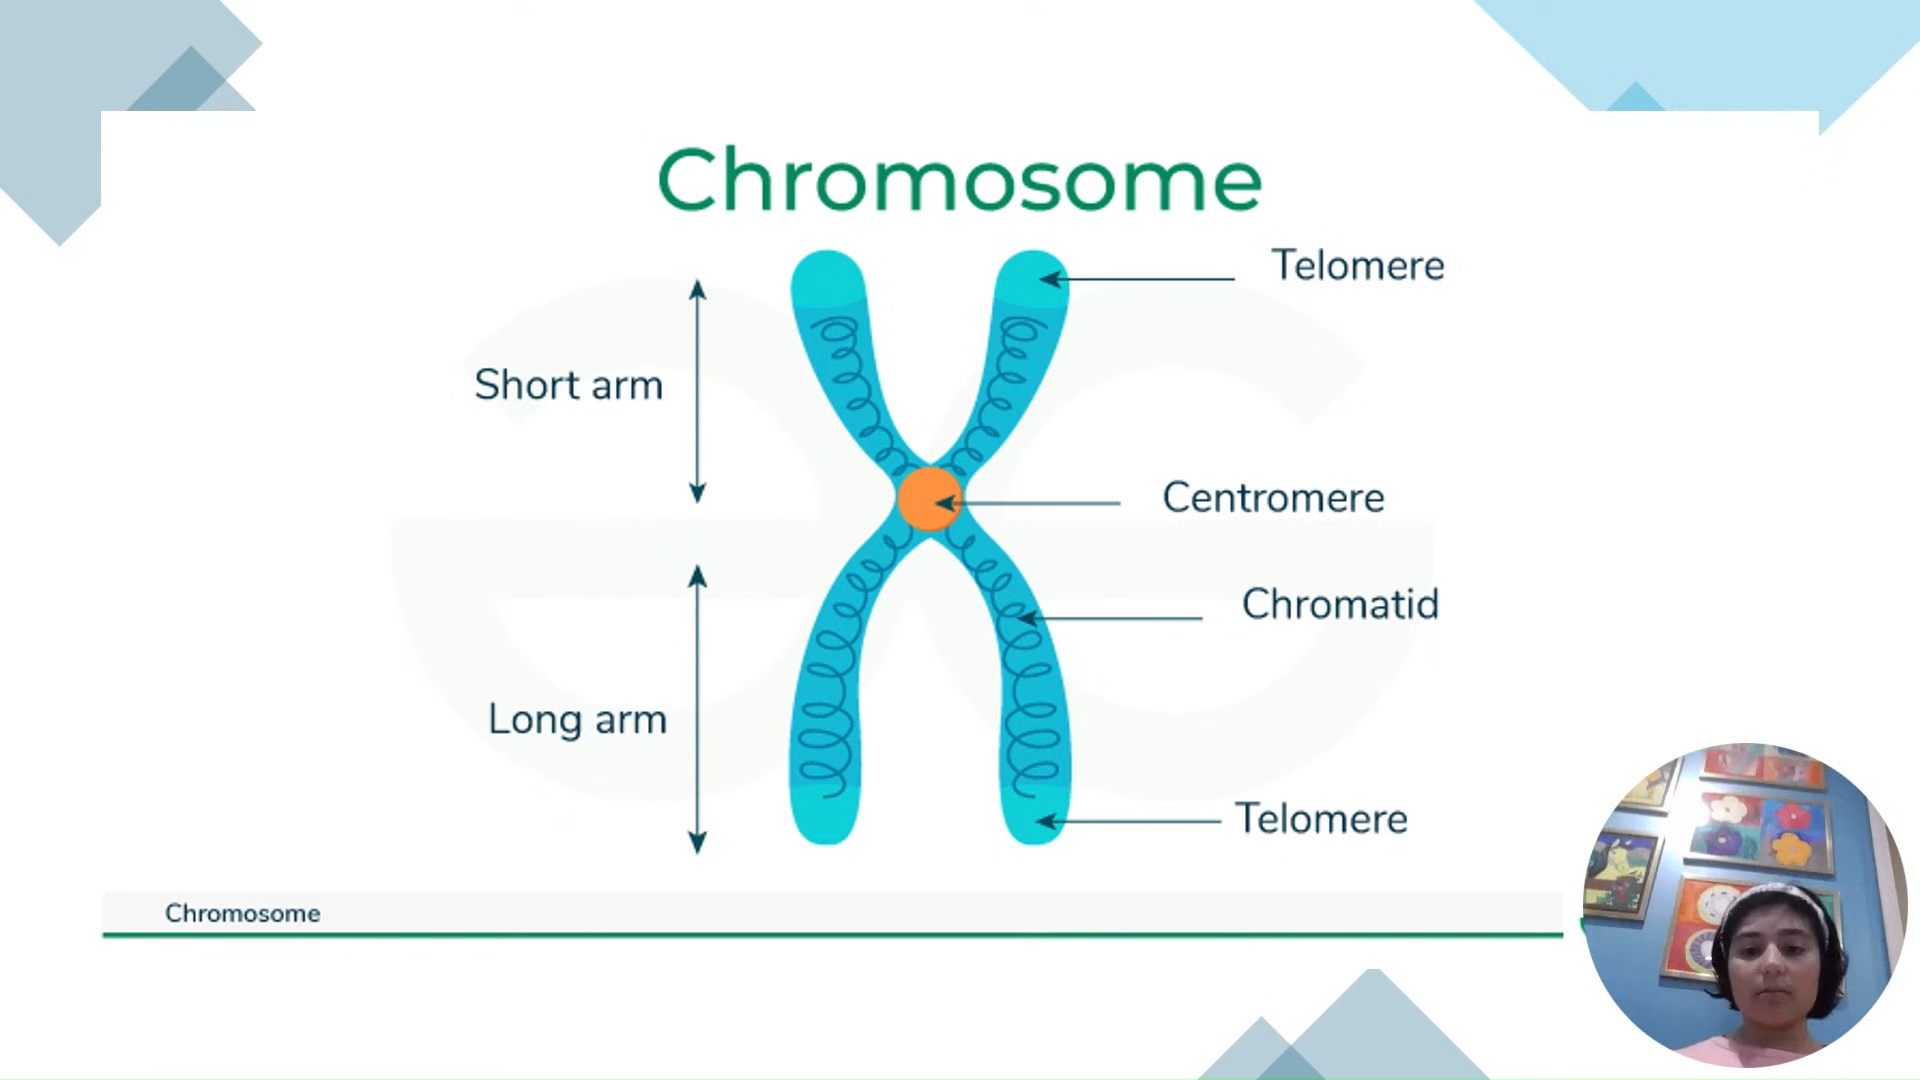 Chromosome
Telomere
Short arm
Centromere
Chromatid
Long arm
Telomere
Chromosome